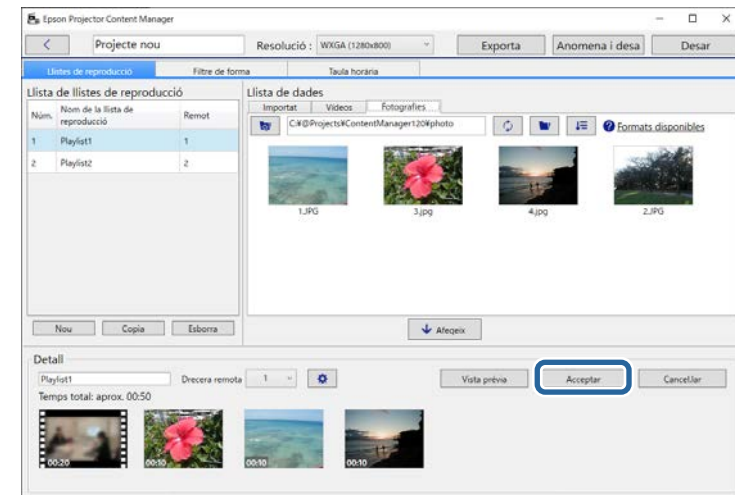 Epson Projector Content Manager
Projecte nou Resolució : WXGA (1280x800) Exporta Anomena i desa Desar
Llistes de reproducció Filtre de forma Taula horària
Llista de llistes de reproducció Llista de dades
Núm. Nom de la llista de reproducció Remot
1 Playlist1 1
2 Playlist2 2
Importat Vídeos Fotografies
C:¥@Projects¥ContentManager120¥photo Formats disponibles
1.JPG 3.jpg 4.jpg 2.JPG
Nou Copia Esborra Afegeix
Detall
Playlist1 Drecera remota 1 Vista prèvia Acceptar Cancel.lar
Temps total: aprox. 00:50
00:20 00:10 00:10 00:10